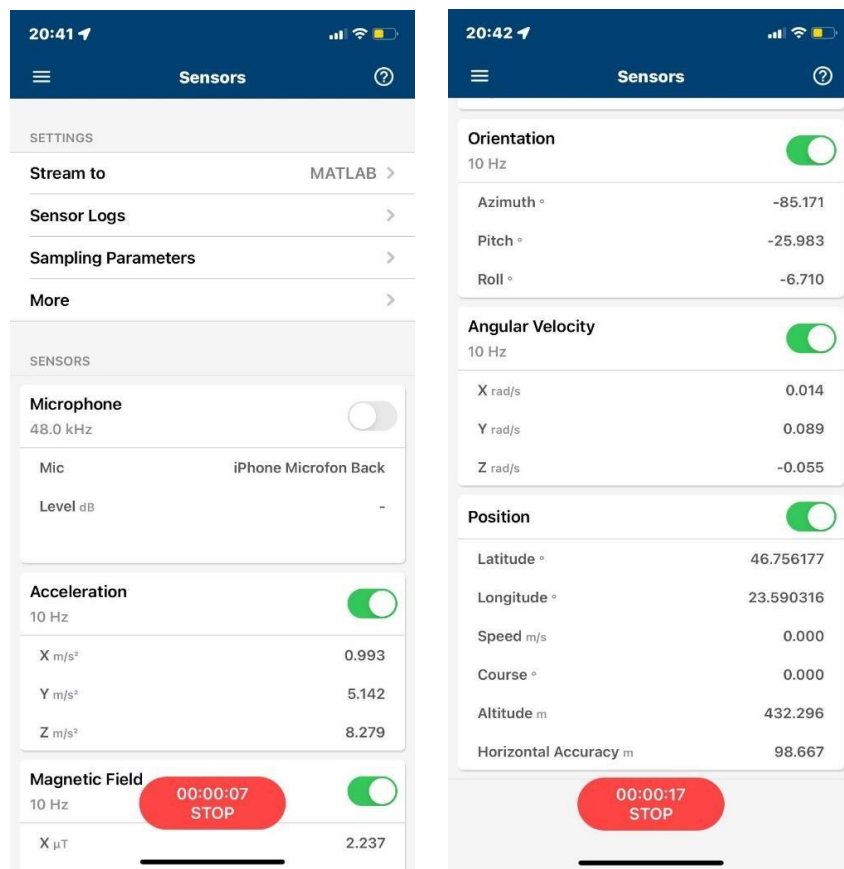 20:41
Sensors
SETTINGS
Stream to MATLAB
Sensor Logs
Sampling Parameters
More
SENSORS
Microphone
48.0 kHz
Mic iPhone Microfon Back
Level dB -
Acceleration
10 Hz
X m/s² 0.993
Y m/s² 5.142
Z m/s² 8.279
Magnetic Field
10 Hz
00:00:07
STOP
X µT 2.237
20:42
Sensors
Orientation
10 Hz
Azimuth ° -85.171
Pitch ° -25.983
Roll ° -6.710
Angular Velocity
10 Hz
X rad/s 0.014
Y rad/s 0.089
Z rad/s -0.055
Position
Latitude ° 46.756177
Longitude ° 23.590316
Speed m/s 0.000
Course ° 0.000
Altitude m 432.296
Horizontal Accuracy m 98.667
00:00:17
STOP